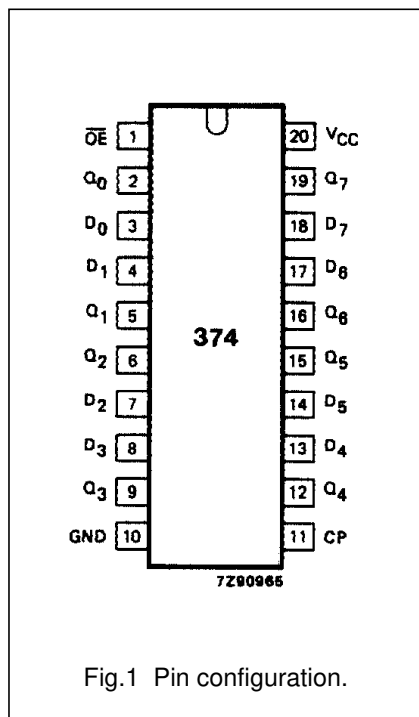 O̅E̅ 1 20 VCC
Q0 2 19 Q7
D0 3 18 D7
D1 4 17 D6
Q1 5 16 Q6
374
Q2 6 15 Q5
D2 7 14 D5
D3 8 13 D4
Q3 9 12 Q4
GND 10 11 CP
7Z90965
Fig.1 Pin configuration.